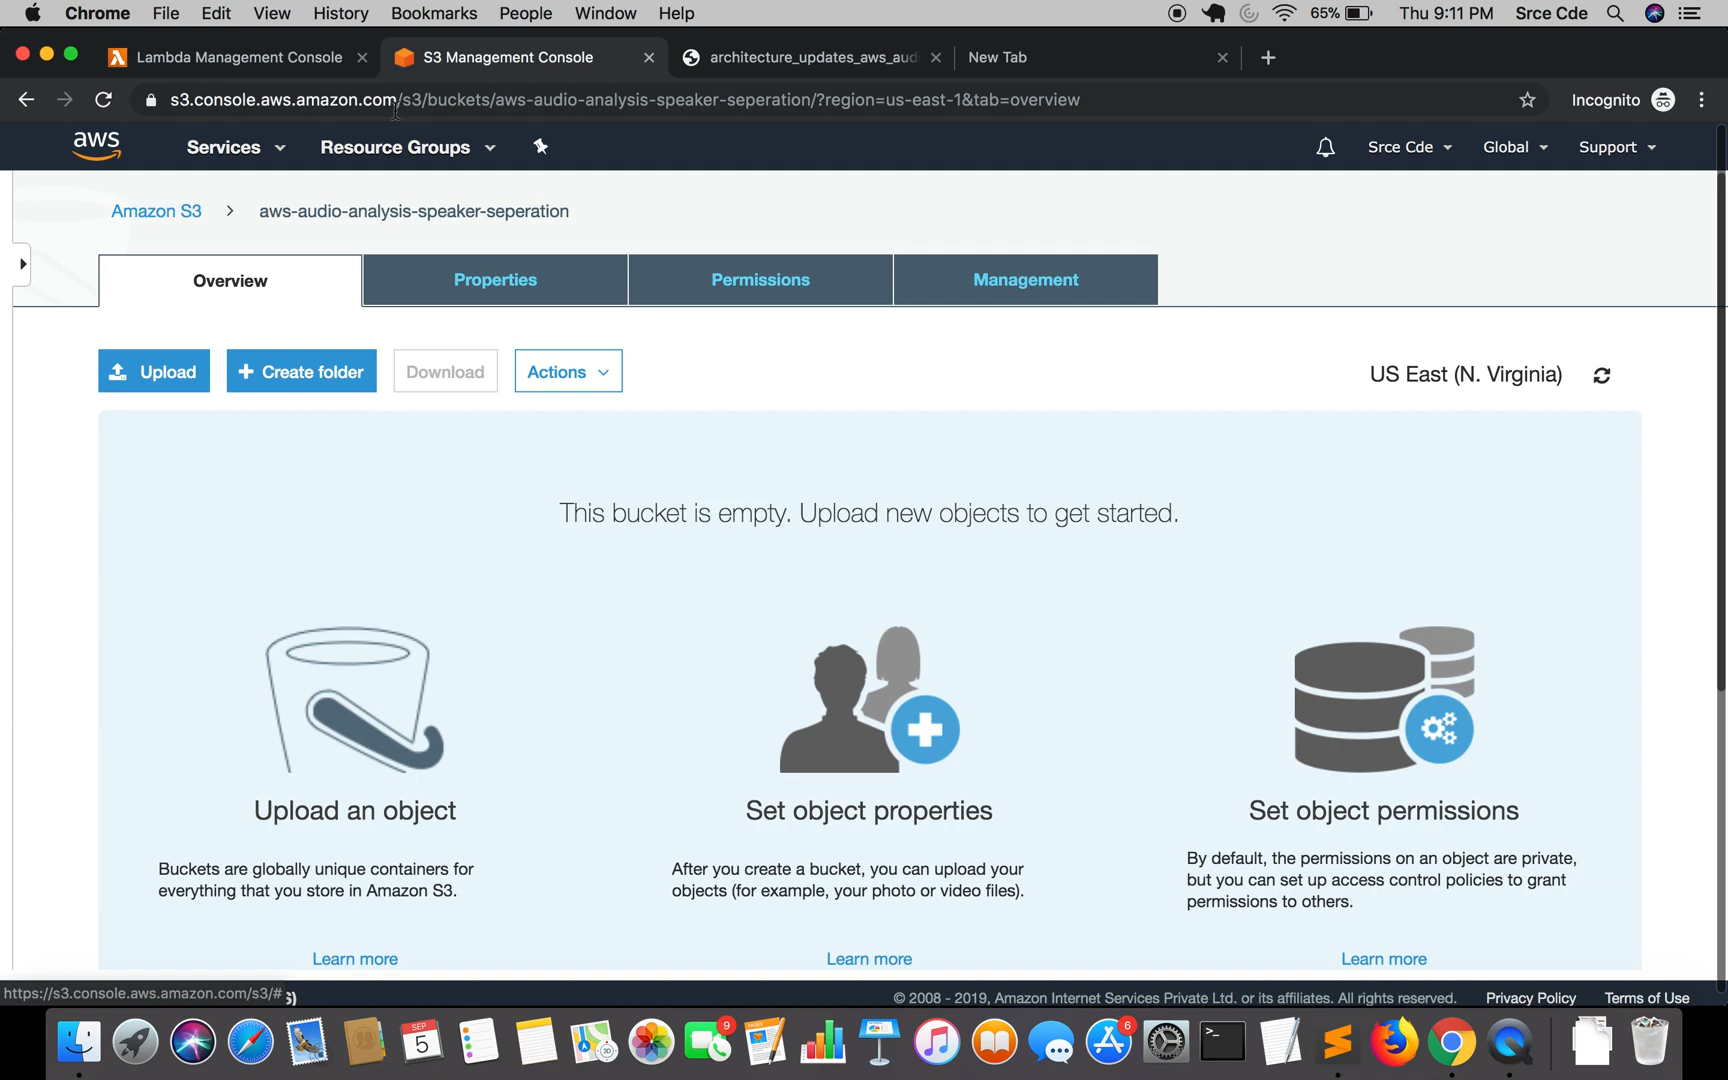 Chrome File Edit View History Bookmarks People Window Help 65% Thu 9:11 PM Srce Cde
Lambda Management Console S3 Management Console architecture_updates_aws_aud New Tab
s3.console.aws.amazon.com/s3/buckets/aws-audio-analysis-speaker-seperation/?region=us-east-1&tab=overview Incognito
aws Services Resource Groups Srce Cde Global Support
Amazon S3 > aws-audio-analysis-speaker-seperation
Overview Properties Permissions Management
Upload + Create folder Download Actions US East (N. Virginia)
This bucket is empty. Upload new objects to get started.
Upload an object Set object properties Set object permissions
Buckets are globally unique containers for
everything that you store in Amazon S3.
After you create a bucket, you can upload your
objects (for example, your photo or video files).
By default, the permissions on an object are private,
but you can set up access control policies to grant
permissions to others.
Learn more Learn more Learn more
https://s3.console.aws.amazon.com/s3/# © 2008 - 2019, Amazon Internet Services Private Ltd. or its affiliates. All rights reserved. Privacy Policy Terms of Use
SEP
5
9
6